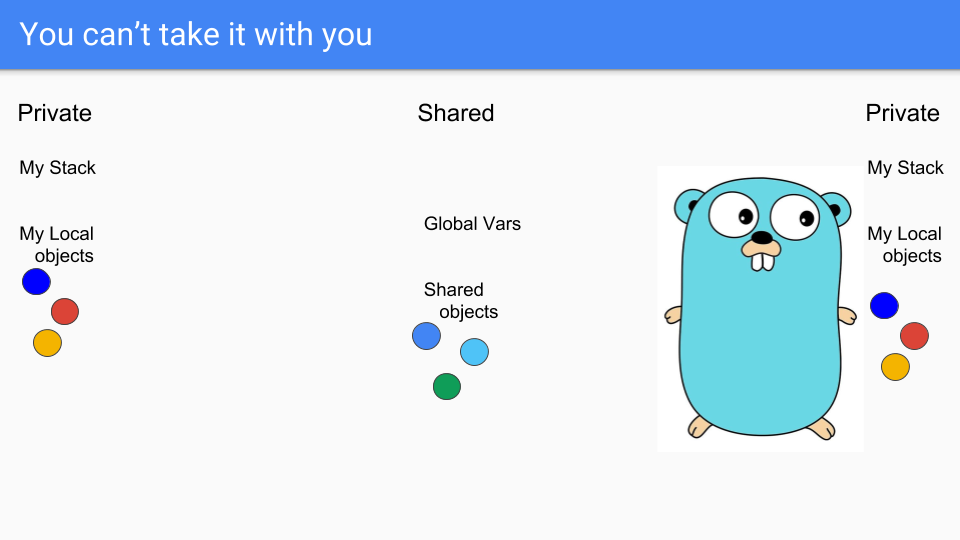 You can’t take it with you
Private
My Stack
My Local
objects
Shared
Global Vars
Shared
objects
Private
My Stack
My Local
objects